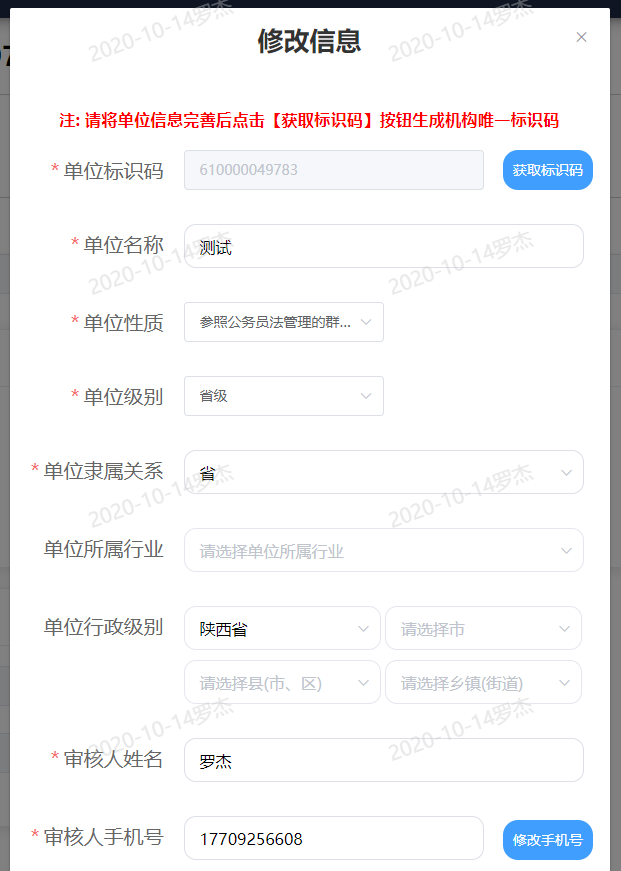 修改信息
注: 请将单位信息完善后点击【获取标识码】按钮生成机构唯一标识码
* 单位标识码 610000049783 获取标识码
* 单位名称 测试
* 单位性质 参照公务员法管理的群...
* 单位级别 省级
* 单位隶属关系 省
单位所属行业 请选择单位所属行业
单位行政级别 陕西省 请选择市
请选择县(市、区) 请选择乡镇(街道)
* 审核人姓名 罗杰
* 审核人手机号 17709256608 修改手机号
2020-10-14罗杰
2020-10-14罗杰
2020-10-14罗杰
2020-10-14罗杰
2020-10-14罗杰
2020-10-14罗杰
2020-10-14罗杰
2020-10-14罗杰